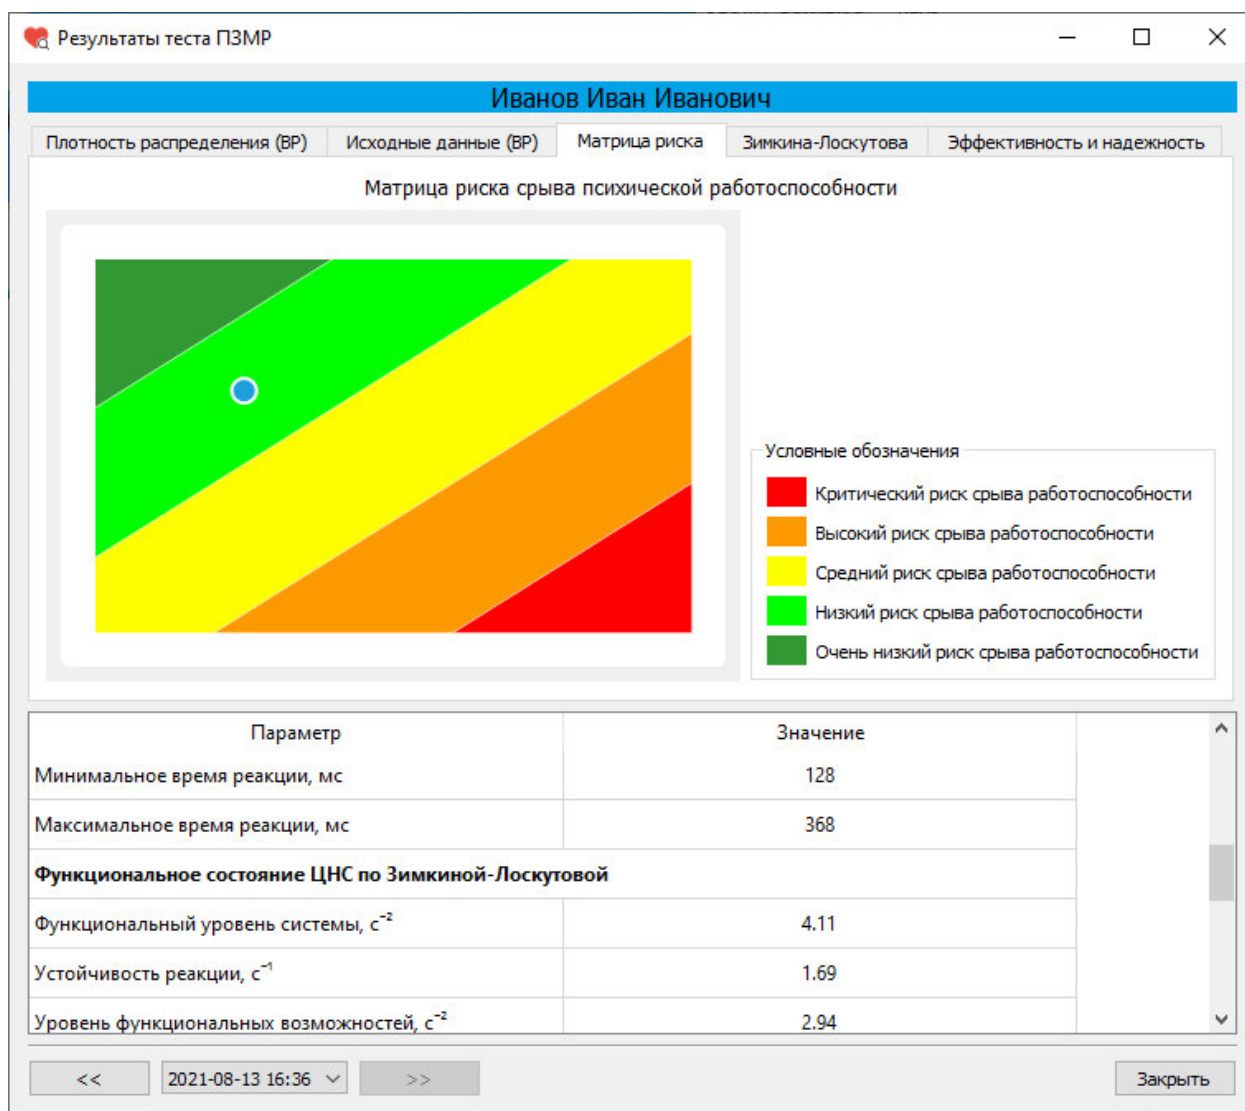 Результаты теста ПЗМР
Иванов Иван Иванович
Плотность распределения (ВР) Исходные данные (ВР) Матрица риска Зимкина-Лоскутова Эффективность и надежность
Матрица риска срыва психической работоспособности
Условные обозначения
Критический риск срыва работоспособности
Высокий риск срыва работоспособности
Средний риск срыва работоспособности
Низкий риск срыва работоспособности
Очень низкий риск срыва работоспособности
Параметр Значение
Минимальное время реакции, мс 128
Максимальное время реакции, мс 368
Функциональное состояние ЦНС по Зимкиной-Лоскутовой
Функциональный уровень системы, с⁻² 4.11
Устойчивость реакции, с⁻¹ 1.69
Уровень функциональных возможностей, с⁻² 2.94
<< 2021-08-13 16:36 >> Закрыть